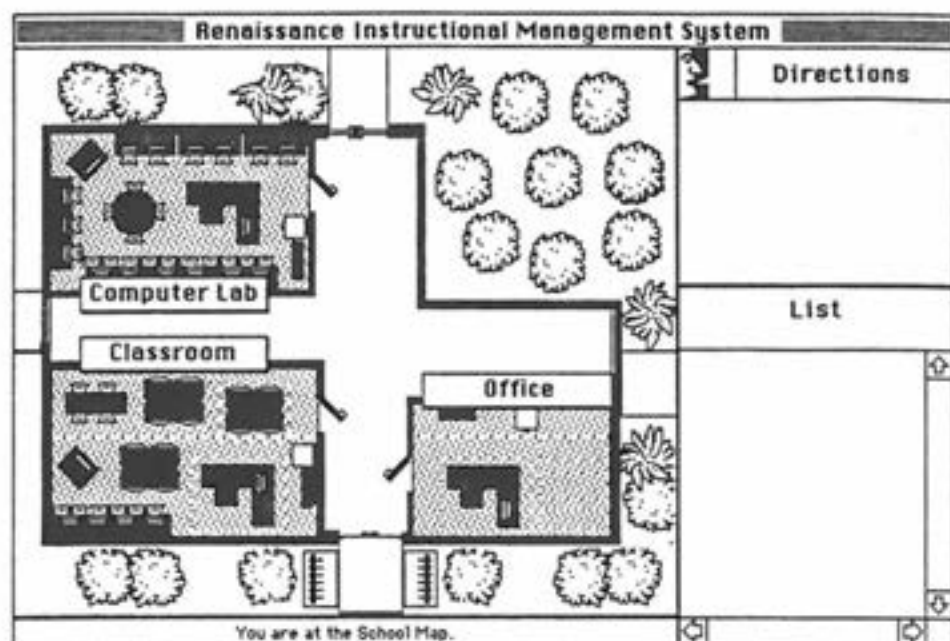 Renaissance Instructional Management System
Directions
Computer Lab
List
Classroom
Office
You are at the School Map.